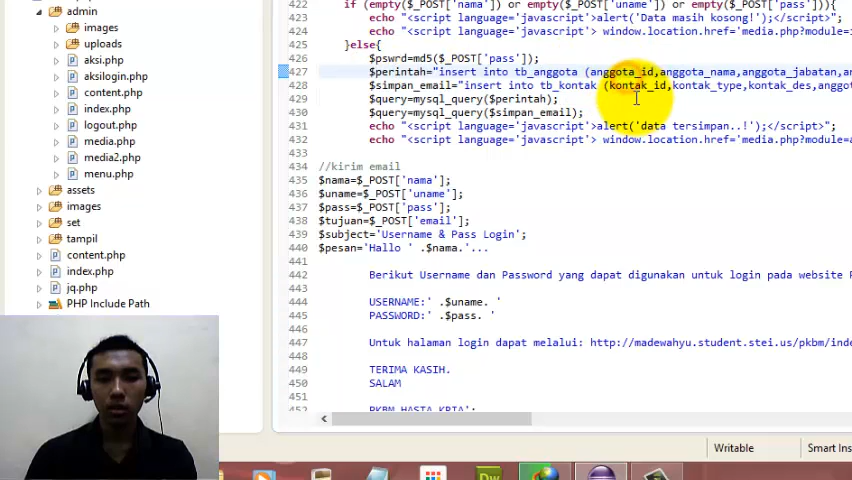 admin
images
uploads
aksi.php
aksilogin.php
content.php
index.php
logout.php
media.php
media2.php
menu.php
assets
images
set
tampil
content.php
index.php
jq.php
PHP Include Path
422 if (empty($_POST['nama']) or empty($_POST['uname']) or empty($_POST['pass'])){
423 echo "<script language='javascript'>alert('Data masih kosong!');</script>";
424 echo "<script language='javascript'> window.location.href='media.php?module=i
425 }else{
426 $pswrd=md5($_POST['pass']);
427 $perintah="insert into tb_anggota (anggota_id,anggota_nama,anggota_jabatan,an
428 $simpan_email="insert into tb_kontak (kontak_id,kontak_type,kontak_des,anggot
429 $query=mysql_query($perintah);
430 $query=mysql_query($simpan_email);
431 echo "<script language='javascript'>alert('data tersimpan..!');</script>";
432 echo "<script language='javascript'> window.location.href='media.php?module=a
433
434 //kirim email
435 $nama=$_POST['nama'];
436 $uname=$_POST['uname'];
437 $pass=$_POST['pass'];
438 $tujuan=$_POST['email'];
439 $subject='Username & Pass Login';
440 $pesan='Hallo ' .$nama.'...
441
442 Berikut Username dan Password yang dapat digunakan untuk login pada website P
443
444 USERNAME:' .$uname. '
445 PASSWORD:' .$pass. '
446
447 Untuk halaman login dapat melalui: http://madewahyu.student.stei.us/pkbm/inde
448
449 TERIMA KASIH.
450 SALAM
451
452 PKBM HASTA KRIA';
Writable
Smart Ins